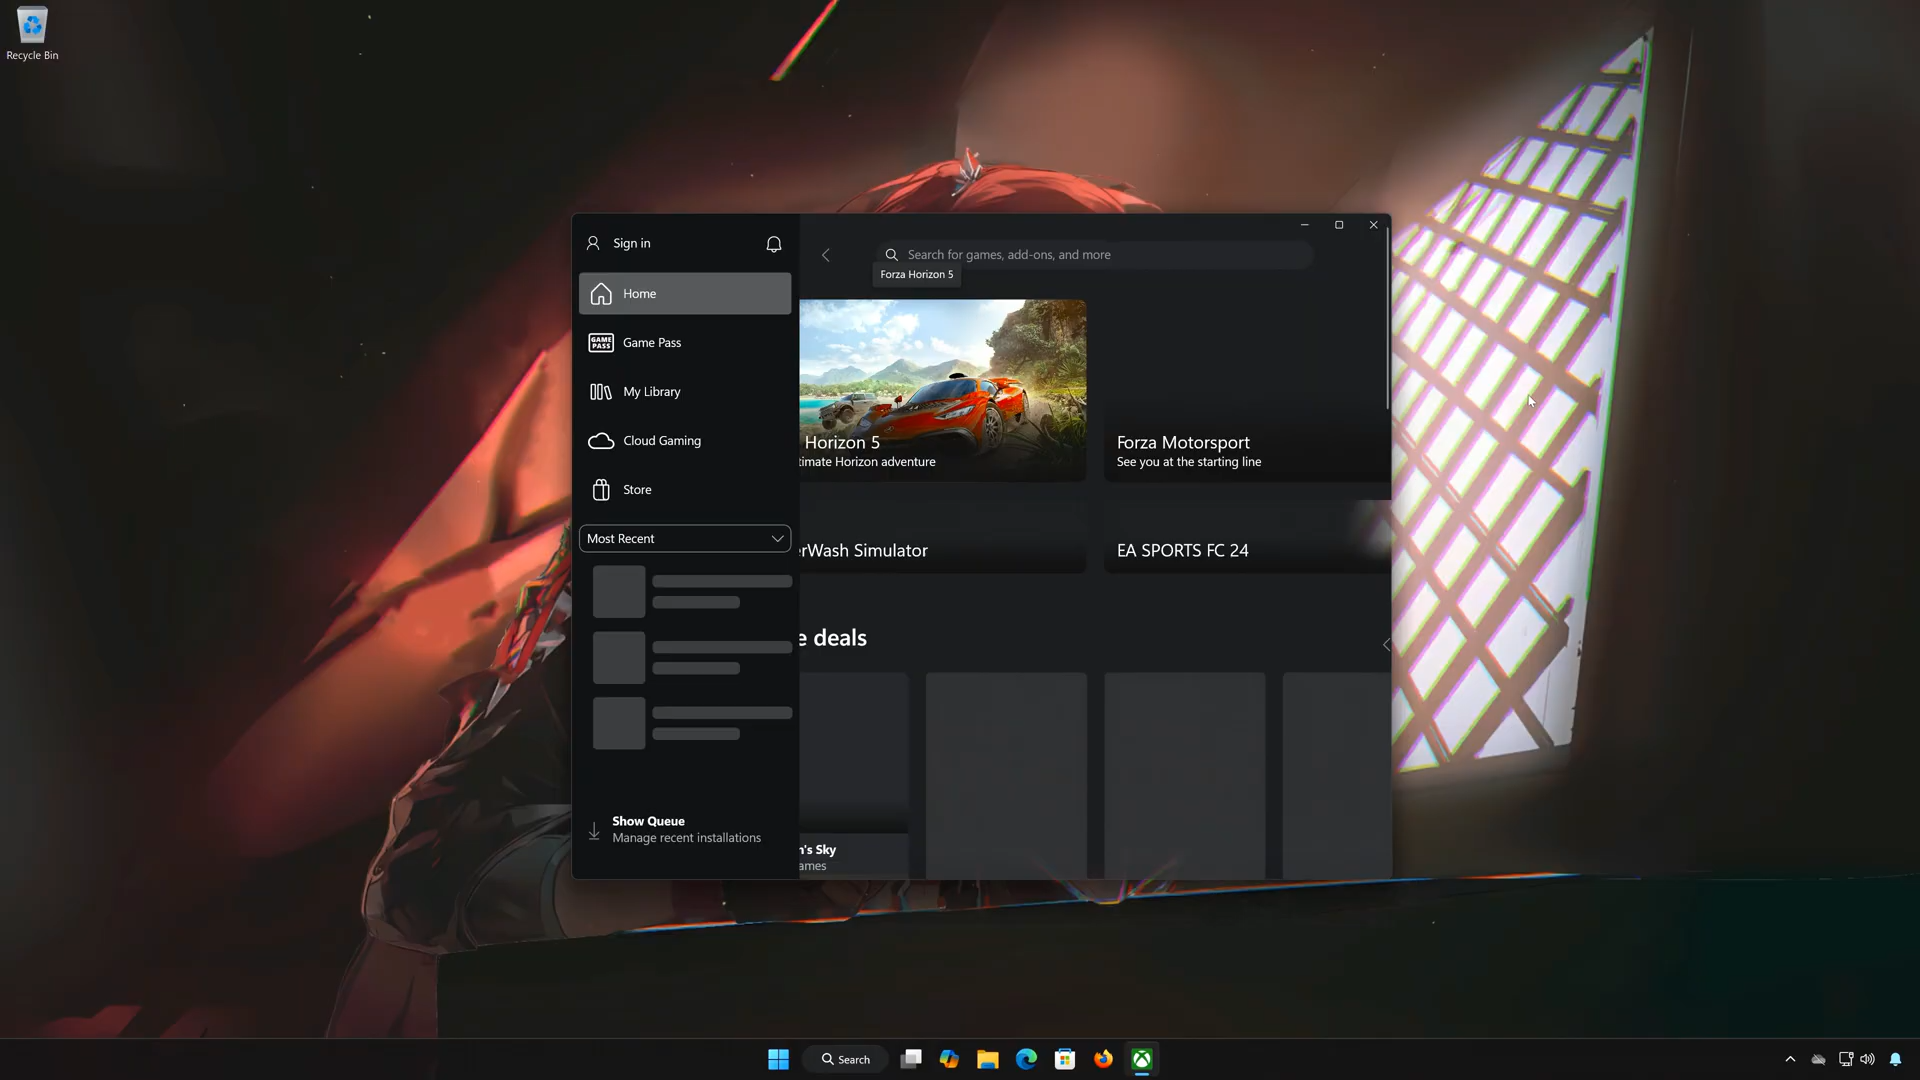 Recycle Bin
Sign in
Search for games, add-ons, and more
Forza Horizon 5
Home
GAME PASS
Game Pass
My Library
Cloud Gaming
Store
Most Recent
Horizon 5
timate Horizon adventure
Forza Motorsport
See you at the starting line
rWash Simulator
EA SPORTS FC 24
e deals
n's Sky
ames
Show Queue
Manage recent installations
Search